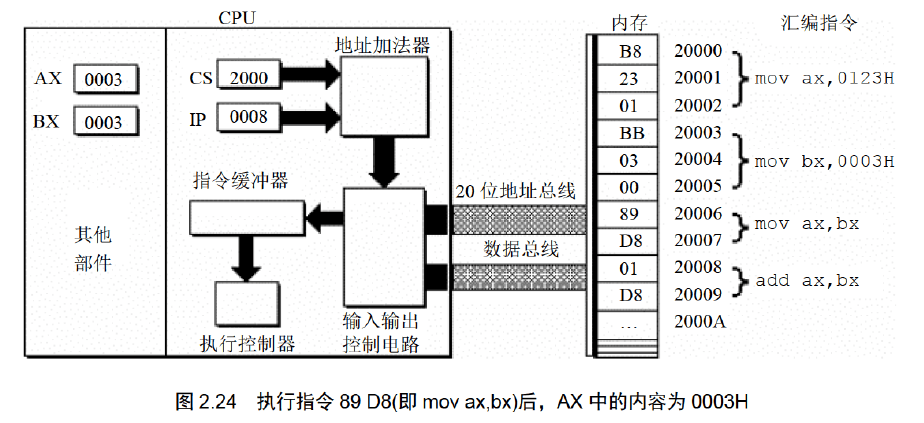 CPU
内存
汇编指令
地址加法器
AX 0003
CS 2000
BX 0003
IP 0008
指令缓冲器
20 位地址总线
数据总线
其他
部件
执行控制器
输入输出
控制电路
B8 20000
23 20001 mov ax,0123H
01 20002
BB 20003
03 20004 mov bx,0003H
00 20005
89 20006
mov ax,bx
D8 20007
01 20008
add ax,bx
D8 20009
… 2000A
图 2.24 执行指令 89 D8(即 mov ax,bx)后，AX 中的内容为 0003H